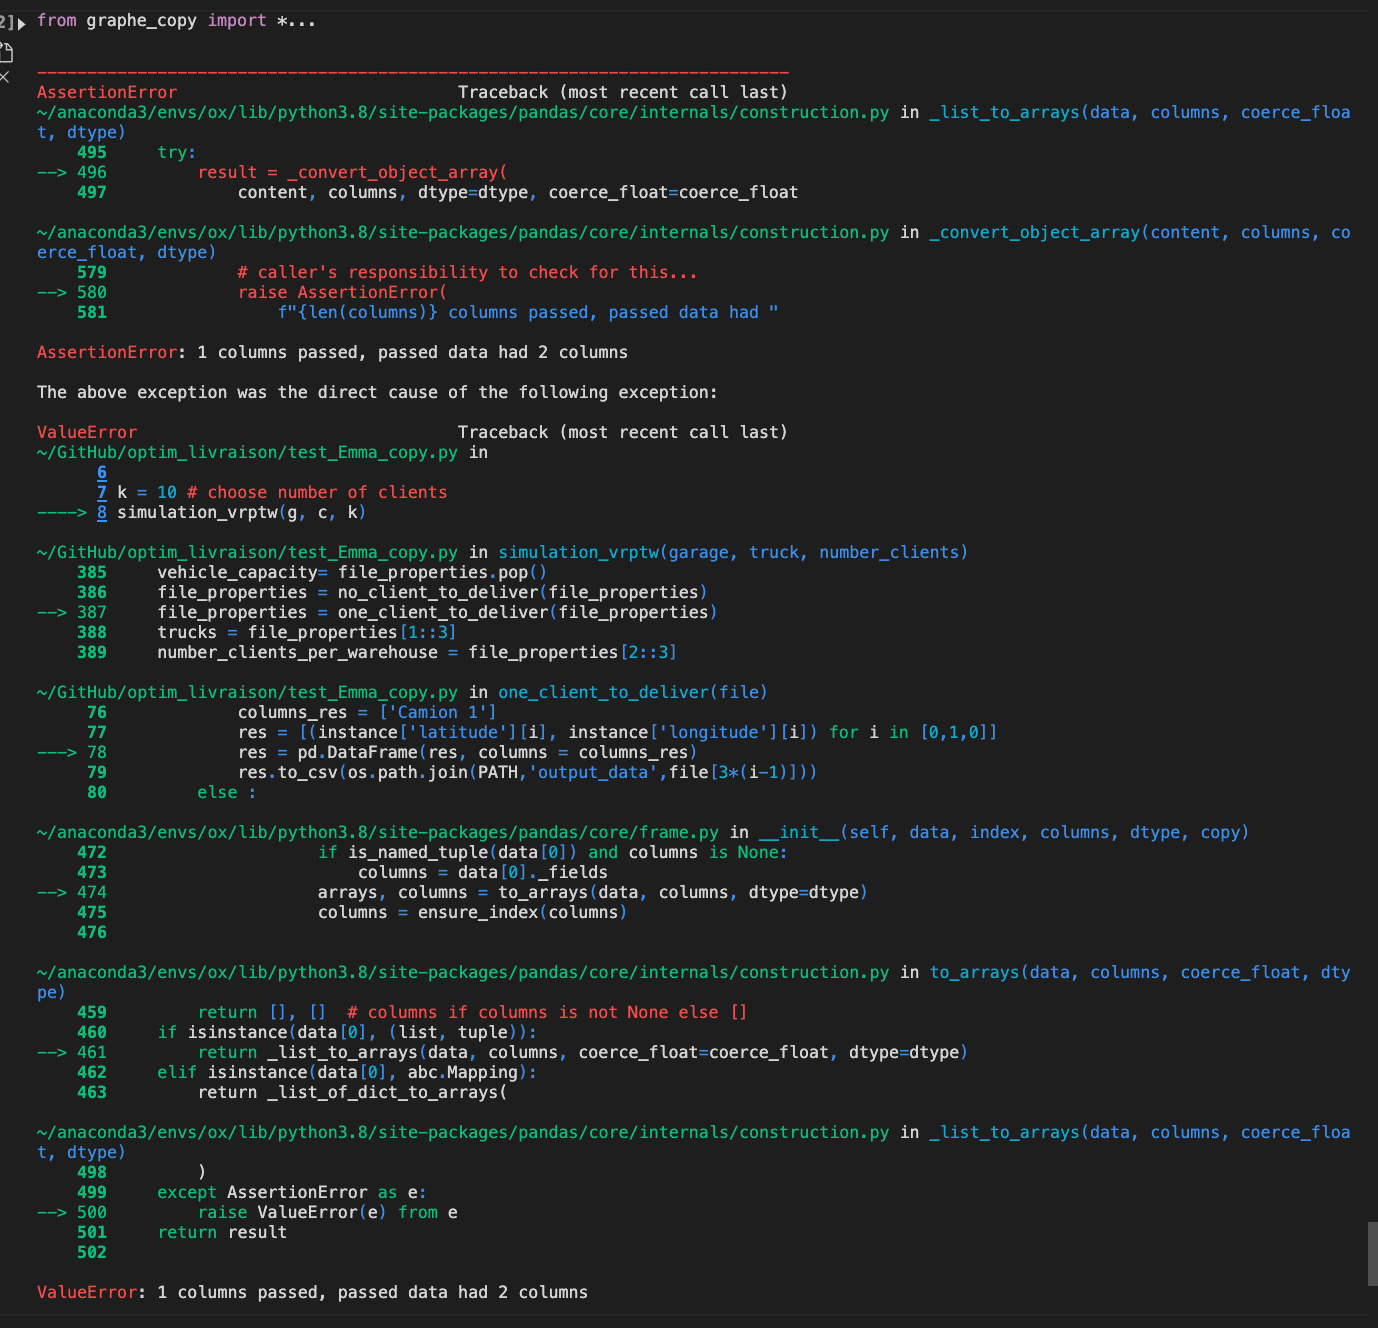 2]▶ from graphe_copy import *...
---------------------------------------------------------------------------
AssertionError                            Traceback (most recent call last)
~/anaconda3/envs/ox/lib/python3.8/site-packages/pandas/core/internals/construction.py in _list_to_arrays(data, columns, coerce_floa
t, dtype)
    495     try:
--> 496         result = _convert_object_array(
    497             content, columns, dtype=dtype, coerce_float=coerce_float
~/anaconda3/envs/ox/lib/python3.8/site-packages/pandas/core/internals/construction.py in _convert_object_array(content, columns, co
erce_float, dtype)
    579             # caller's responsibility to check for this...
--> 580             raise AssertionError(
    581                 f"{len(columns)} columns passed, passed data had "
AssertionError: 1 columns passed, passed data had 2 columns
The above exception was the direct cause of the following exception:
ValueError                                Traceback (most recent call last)
~/GitHub/optim_livraison/test_Emma_copy.py in
      6
      7 k = 10 # choose number of clients
----> 8 simulation_vrptw(g, c, k)
~/GitHub/optim_livraison/test_Emma_copy.py in simulation_vrptw(garage, truck, number_clients)
    385     vehicle_capacity= file_properties.pop()
    386     file_properties = no_client_to_deliver(file_properties)
--> 387     file_properties = one_client_to_deliver(file_properties)
    388     trucks = file_properties[1::3]
    389     number_clients_per_warehouse = file_properties[2::3]
~/GitHub/optim_livraison/test_Emma_copy.py in one_client_to_deliver(file)
     76             columns_res = ['Camion 1']
     77             res = [(instance['latitude'][i], instance['longitude'][i]) for i in [0,1,0]]
---> 78             res = pd.DataFrame(res, columns = columns_res)
     79             res.to_csv(os.path.join(PATH,'output_data',file[3*(i-1)]))
     80         else :
~/anaconda3/envs/ox/lib/python3.8/site-packages/pandas/core/frame.py in __init__(self, data, index, columns, dtype, copy)
    472                     if is_named_tuple(data[0]) and columns is None:
    473                         columns = data[0]._fields
--> 474                     arrays, columns = to_arrays(data, columns, dtype=dtype)
    475                     columns = ensure_index(columns)
    476
~/anaconda3/envs/ox/lib/python3.8/site-packages/pandas/core/internals/construction.py in to_arrays(data, columns, coerce_float, dty
pe)
    459         return [], []  # columns if columns is not None else []
    460     if isinstance(data[0], (list, tuple)):
--> 461         return _list_to_arrays(data, columns, coerce_float=coerce_float, dtype=dtype)
    462     elif isinstance(data[0], abc.Mapping):
    463         return _list_of_dict_to_arrays(
~/anaconda3/envs/ox/lib/python3.8/site-packages/pandas/core/internals/construction.py in _list_to_arrays(data, columns, coerce_floa
t, dtype)
    498         )
    499     except AssertionError as e:
--> 500         raise ValueError(e) from e
    501     return result
    502
ValueError: 1 columns passed, passed data had 2 columns